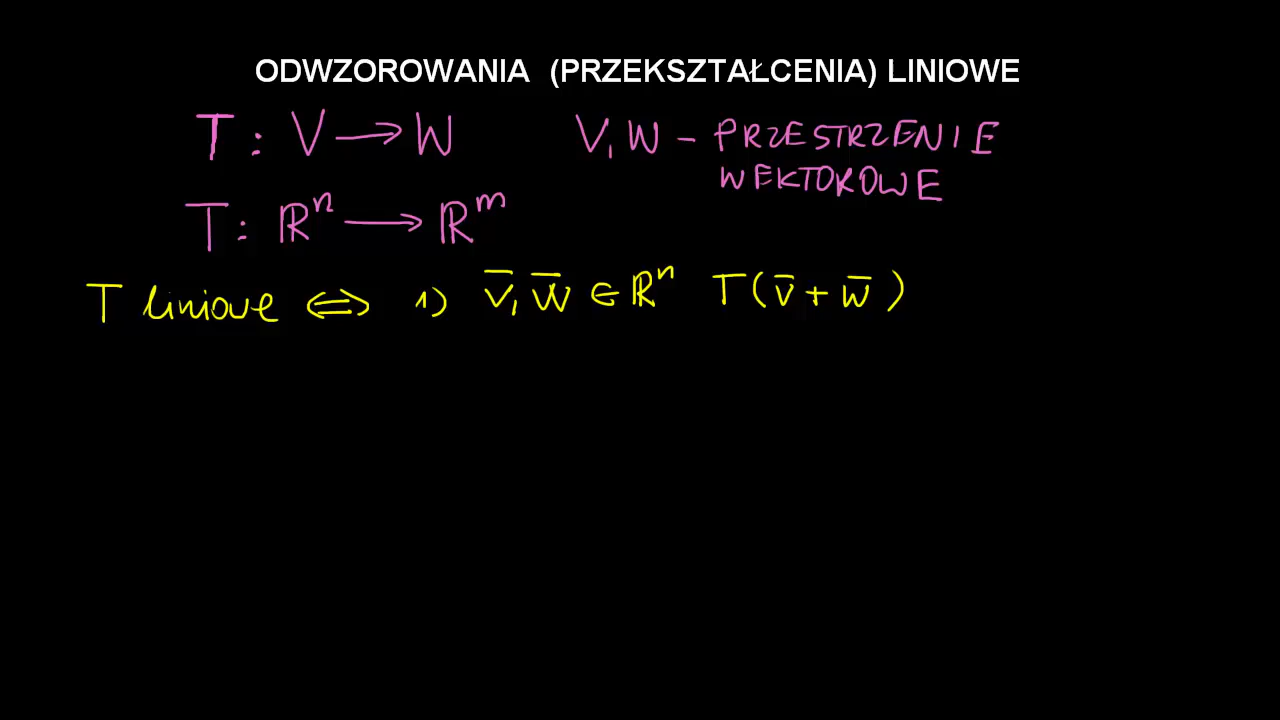 ODWZOROWANIA (PRZEKSZTAŁCENIA) LINIOWE
T : V → W V, W – PRZESTRZENIE
WEKTOROWE
T : ℝⁿ → ℝᵐ
T liniowe ⇔ 1) v̄, w̄ ∈ ℝⁿ T(v̄ + w̄)